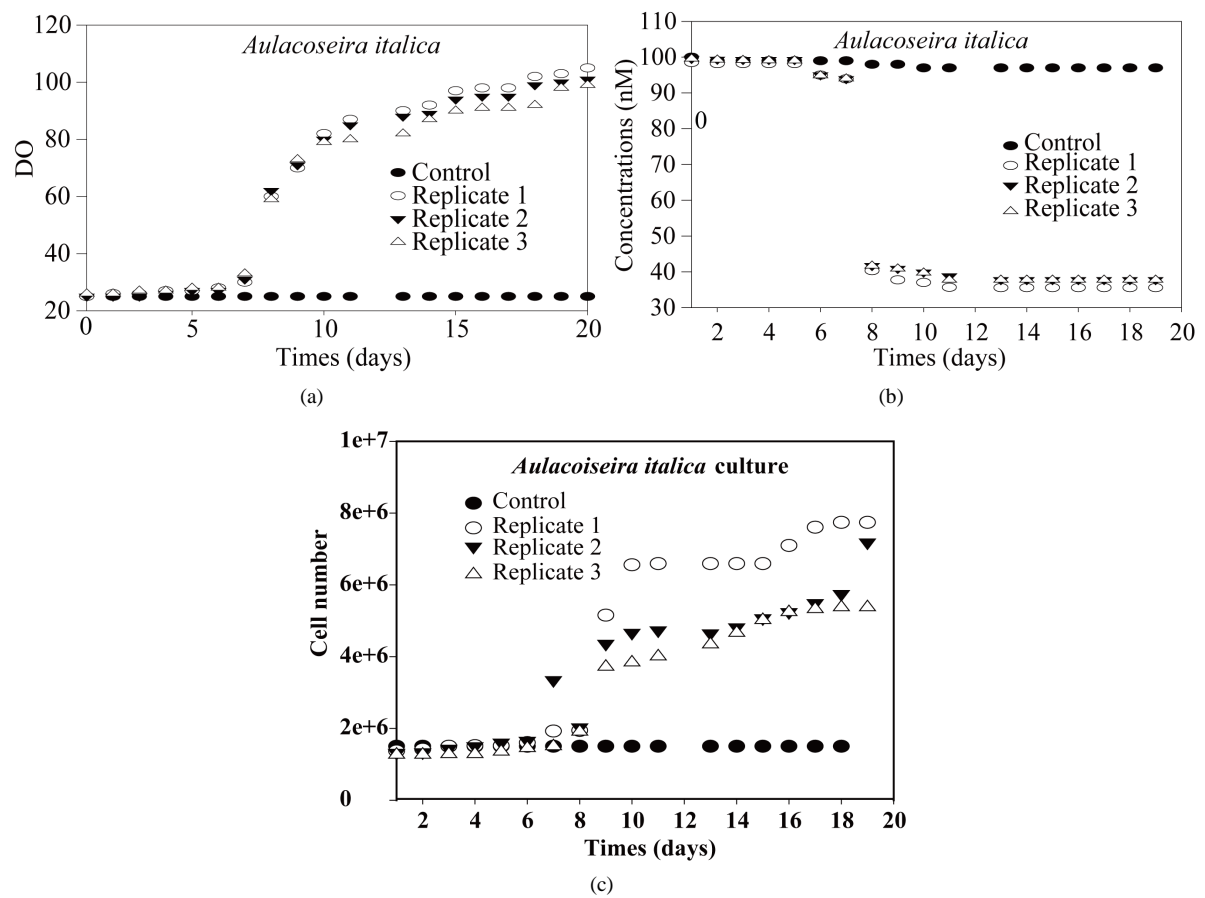 120
100
80
60
40
20
DO
Aulacoseira italica
Control
Replicate 1
Replicate 2
Replicate 3
0 5 10 15 20
Times (days)
(a)
110
100
90
80
70
60
50
40
30
0
Concentrations (nM)
Aulacoseira italica
Control
Replicate 1
Replicate 2
Replicate 3
2 4 6 8 10 12 14 16 18 20
Times (days)
(b)
1e+7
8e+6
6e+6
4e+6
2e+6
0
Cell number
Aulacoiseira italica culture
Control
Replicate 1
Replicate 2
Replicate 3
2 4 6 8 10 12 14 16 18 20
Times (days)
(c)